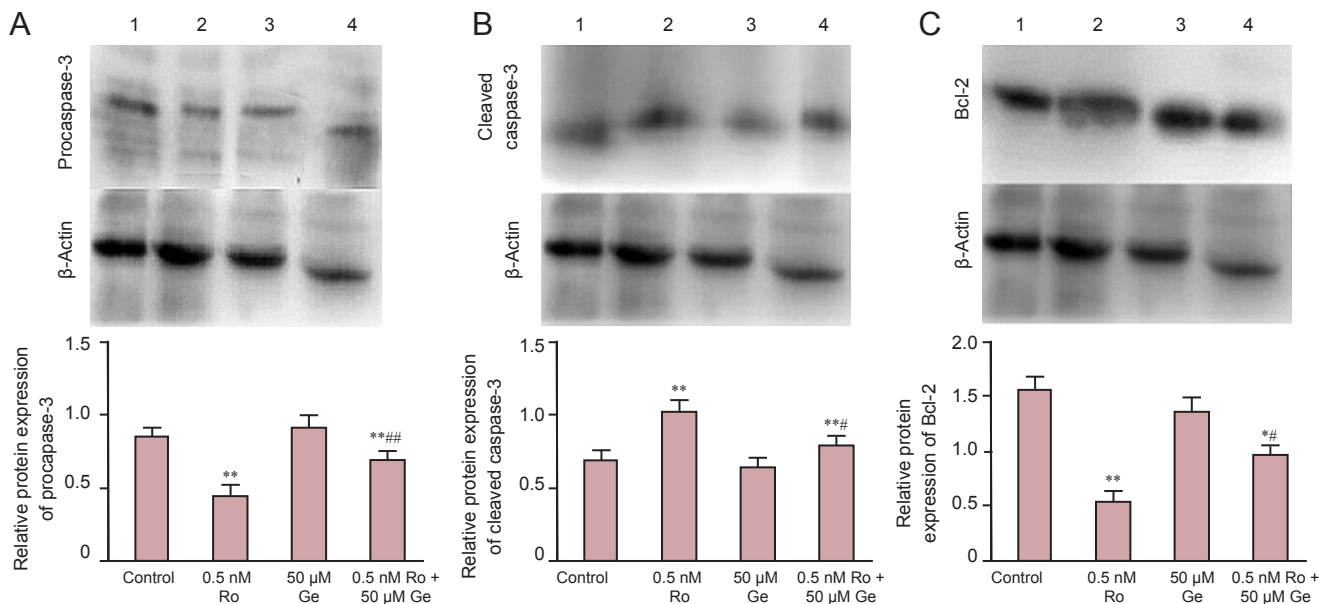 A
1 2 3 4
Procaspase-3
β-Actin
Relative protein expression
of procapase-3
1.5
1.0
0.5
0
**
**##
Control
0.5 nM
Ro
50 µM
Ge
0.5 nM Ro +
50 µM Ge
B
1 2 3 4
Cleaved
caspase-3
β-Actin
Relative protein expression
of cleaved caspase-3
1.5
1.0
0.5
0
**
**#
Control
0.5 nM
Ro
50 µM
Ge
0.5 nM Ro +
50 µM Ge
C
1 2 3 4
Bcl-2
β-Actin
Relative protein
expression of Bcl-2
2.0
1.5
1.0
0.5
0
**
*#
Control
0.5 nM
Ro
50 µM
Ge
0.5 nM Ro +
50 µM Ge